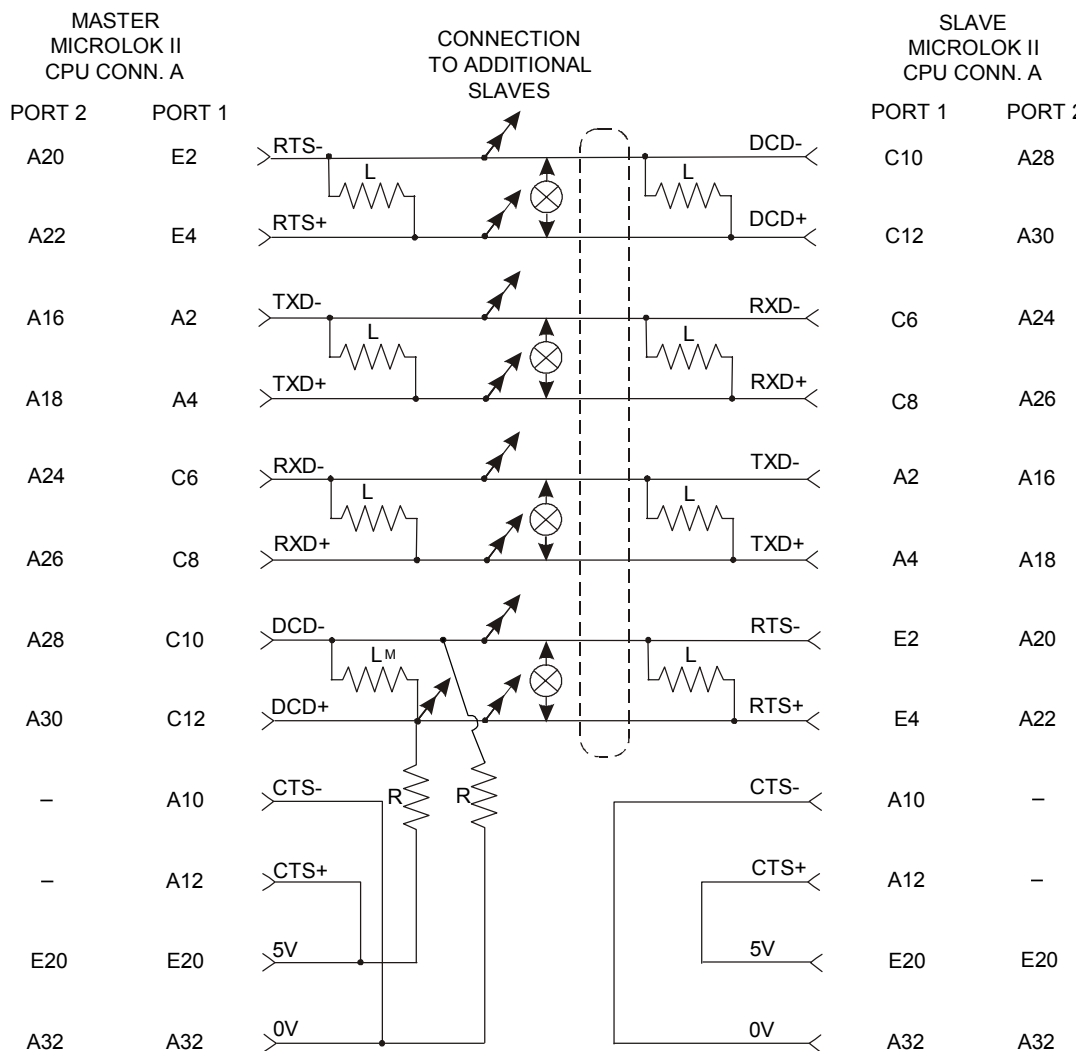 MASTER
MICROLOK II
CPU CONN. A
CONNECTION
TO ADDITIONAL
SLAVES
SLAVE
MICROLOK II
CPU CONN. A
PORT 2 PORT 1 PORT 1 PORT 2
A20 E2 RTS- DCD- C10 A28
L L
A22 E4 RTS+ DCD+ C12 A30
A16 A2 TXD- RXD- C6 A24
L L
A18 A4 TXD+ RXD+ C8 A26
A24 C6 RXD- TXD- A2 A16
L L
A26 C8 RXD+ TXD+ A4 A18
A28 C10 DCD- RTS- E2 A20
LM L
A30 C12 DCD+ RTS+ E4 A22
R R
– A10 CTS- CTS- A10 –
– A12 CTS+ CTS+ A12 –
E20 E20 5V 5V E20 E20
A32 A32 0V 0V A32 A32